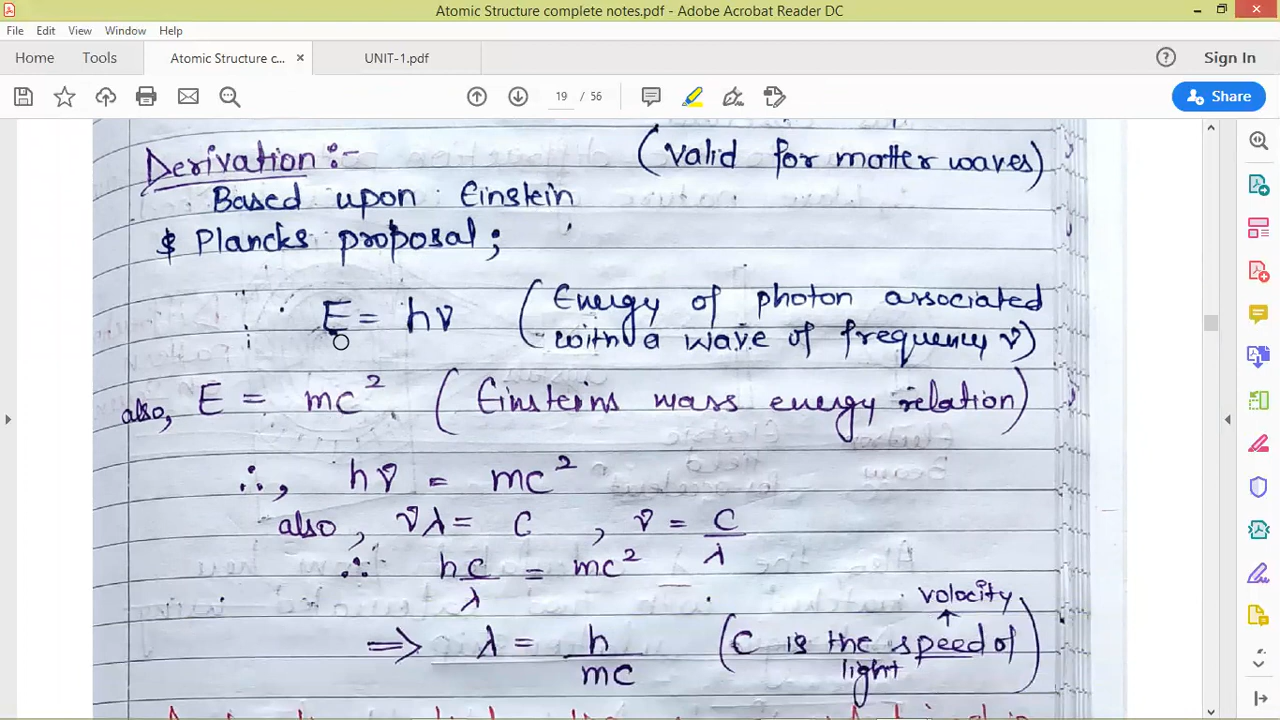 Atomic Structure complete notes.pdf - Adobe Acrobat Reader DC
File Edit View Window Help
Home Tools Atomic Structure c... × UNIT-1.pdf Sign In
19 / 56 Share
Derivation :- (Valid for matter waves)
Based upon Einstein
& Plancks proposal;
E = hν (Energy of photon associated
with a wave of frequency ν)
also, E = mc² (Einsteins mass energy relation)
∴, hν = mc²
also, νλ = C, ν = C/λ
∴ hc/λ = mc²
velocity
⇒ λ = h/mc (C is the speed of
light)